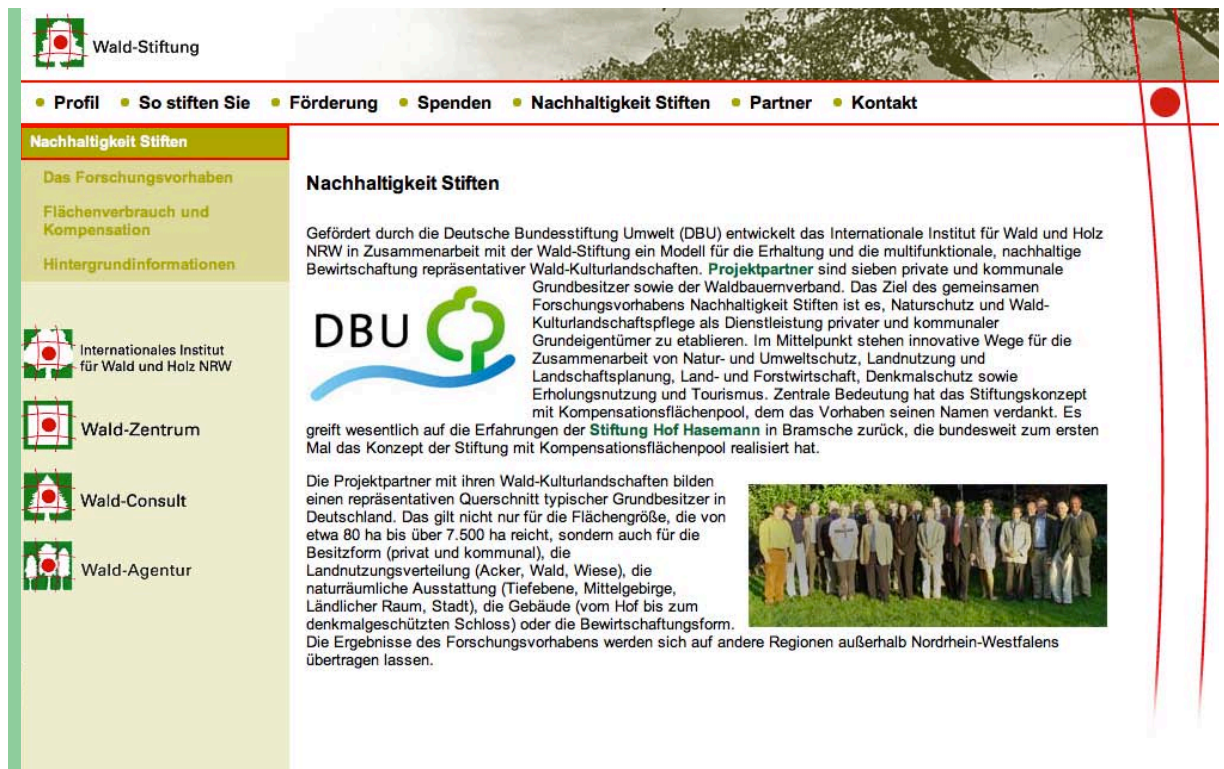 Wald-Stiftung
Profil So stiften Sie Förderung Spenden Nachhaltigkeit Stiften Partner Kontakt
Nachhaltigkeit Stiften
Das Forschungsvorhaben
Flächenverbrauch und
Kompensation
Hintergrundinformationen
Internationales Institut
für Wald und Holz NRW
Wald-Zentrum
Wald-Consult
Wald-Agentur
Nachhaltigkeit Stiften
Gefördert durch die Deutsche Bundesstiftung Umwelt (DBU) entwickelt das Internationale Institut für Wald und Holz
NRW in Zusammenarbeit mit der Wald-Stiftung ein Modell für die Erhaltung und die multifunktionale, nachhaltige
Bewirtschaftung repräsentativer Wald-Kulturlandschaften. Projektpartner sind sieben private und kommunale
Grundbesitzer sowie der Waldbauernverband. Das Ziel des gemeinsamen
Forschungsvorhabens Nachhaltigkeit Stiften ist es, Naturschutz und Wald-
Kulturlandschaftspflege als Dienstleistung privater und kommunaler
Grundeigentümer zu etablieren. Im Mittelpunkt stehen innovative Wege für die
Zusammenarbeit von Natur- und Umweltschutz, Landnutzung und
Landschaftsplanung, Land- und Forstwirtschaft, Denkmalschutz sowie
Erholungsnutzung und Tourismus. Zentrale Bedeutung hat das Stiftungskonzept
mit Kompensationsflächenpool, dem das Vorhaben seinen Namen verdankt. Es
DBU
greift wesentlich auf die Erfahrungen der Stiftung Hof Hasemann in Bramsche zurück, die bundesweit zum ersten
Mal das Konzept der Stiftung mit Kompensationsflächenpool realisiert hat.
Die Projektpartner mit ihren Wald-Kulturlandschaften bilden
einen repräsentativen Querschnitt typischer Grundbesitzer in
Deutschland. Das gilt nicht nur für die Flächengröße, die von
etwa 80 ha bis über 7.500 ha reicht, sondern auch für die
Besitzform (privat und kommunal), die
Landnutzungsverteilung (Acker, Wald, Wiese), die
naturräumliche Ausstattung (Tiefebene, Mittelgebirge,
Ländlicher Raum, Stadt), die Gebäude (vom Hof bis zum
denkmalgeschützten Schloss) oder die Bewirtschaftungsform.
Die Ergebnisse des Forschungsvorhabens werden sich auf andere Regionen außerhalb Nordrhein-Westfalens
übertragen lassen.